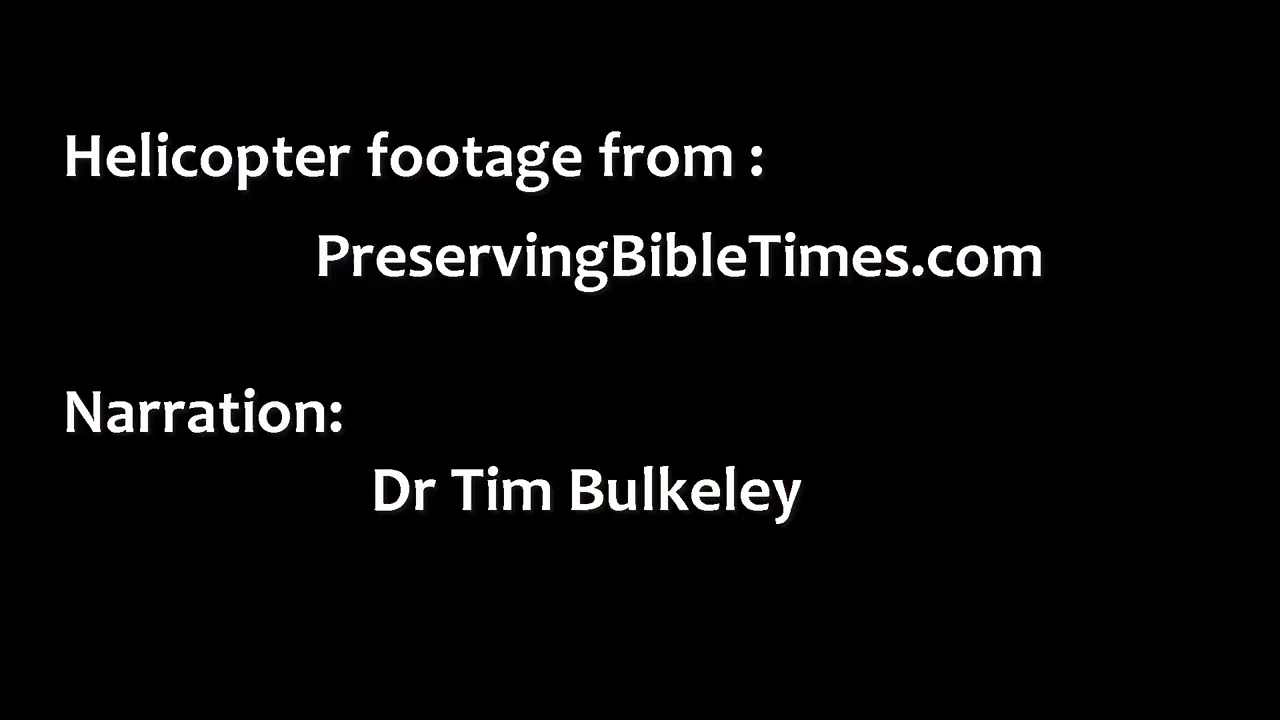 Helicopter footage from :
PreservingBibleTimes.com
Narration:
Dr Tim Bulkeley